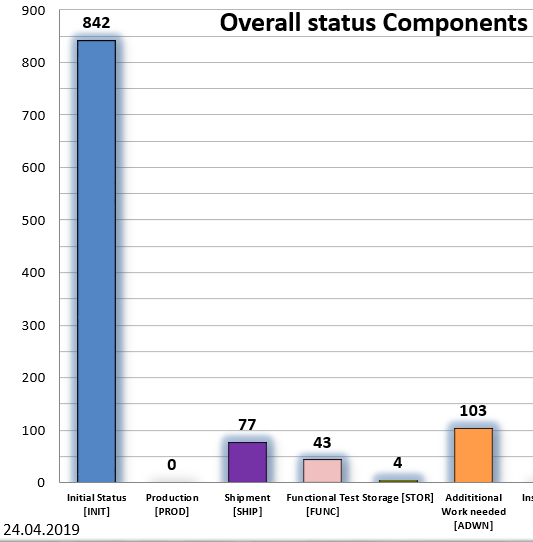 Overall status Components
900
800
700
600
500
400
300
200
100
0
842
0
77
43
4
103
Initial Status
[INIT]
Production
[PROD]
Shipment
[SHIP]
Functional Test
[FUNC]
Storage [STOR]
Addititional
Work needed
[ADWN]
24.04.2019